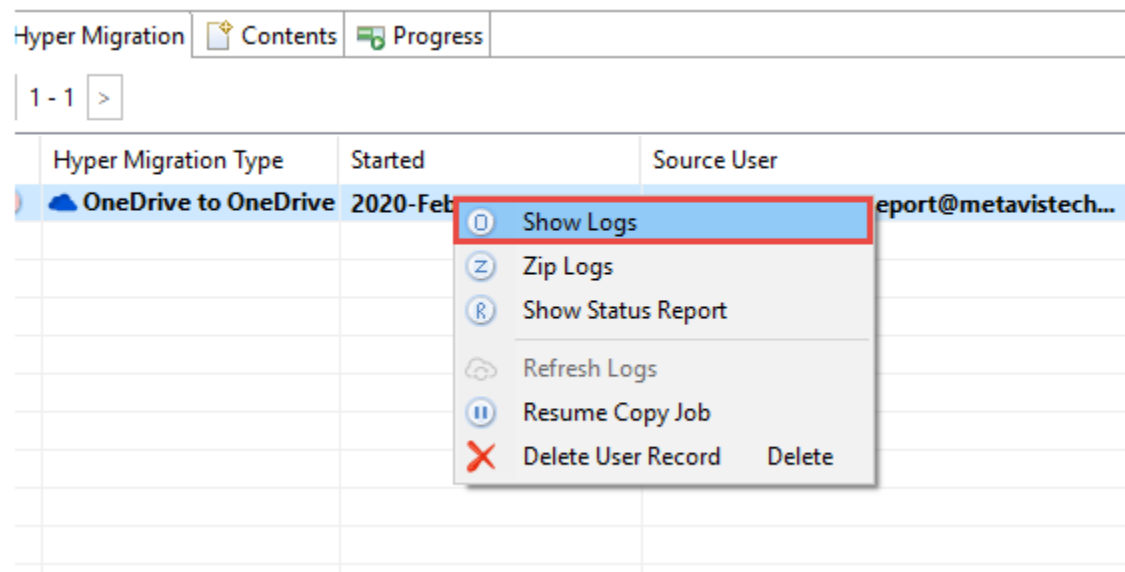 Hyper Migration Contents Progress
1 - 1 >
Hyper Migration Type Started Source User
OneDrive to OneDrive 2020-Feb eport@metavistech...
O Show Logs
Z Zip Logs
R Show Status Report
Refresh Logs
Resume Copy Job
Delete User Record Delete